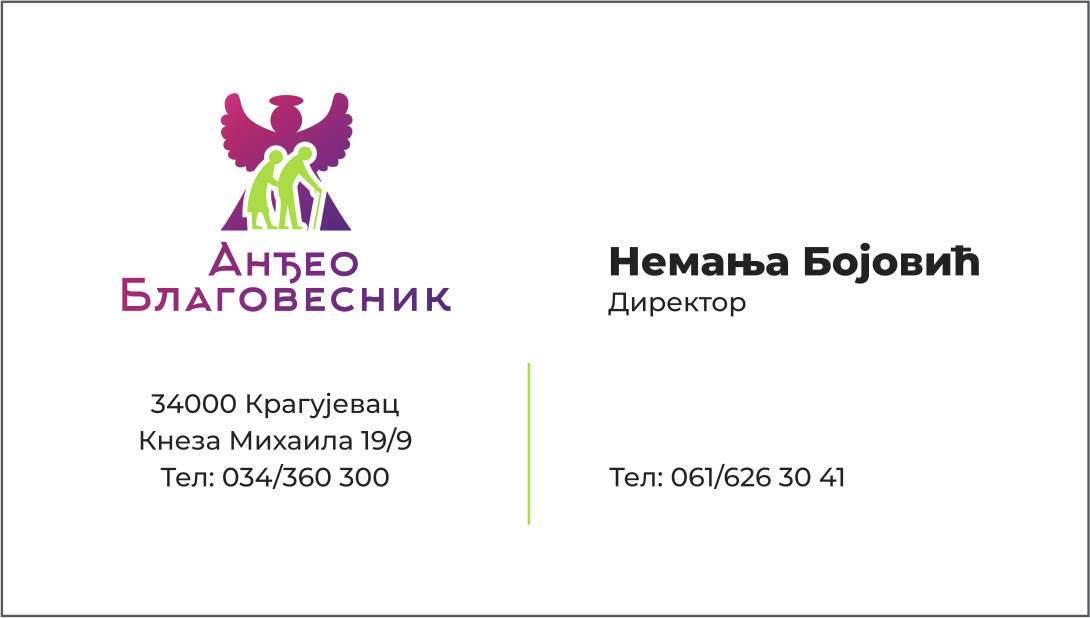 Анђео
Благовесник
34000 Крагујевац
Кнеза Михаила 19/9
Тел: 034/360 300
Немања Бојовић
Директор
Тел: 061/626 30 41